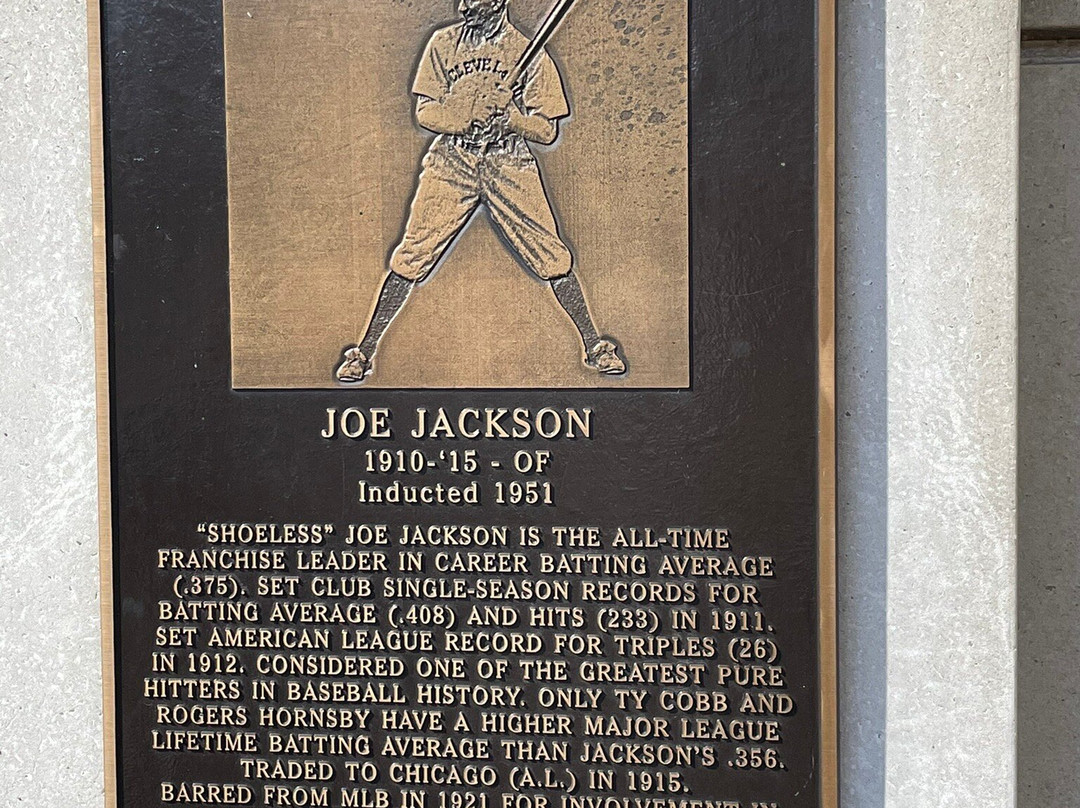 CLEVEL
JOE JACKSON
1910-‘15 - OF
Inducted 1951
“SHOELESS” JOE JACKSON IS THE ALL-TIME
FRANCHISE LEADER IN CAREER BATTING AVERAGE
(.375). SET CLUB SINGLE-SEASON RECORDS FOR
BATTING AVERAGE (.408) AND HITS (233) IN 1911.
SET AMERICAN LEAGUE RECORD FOR TRIPLES (26)
IN 1912. CONSIDERED ONE OF THE GREATEST PURE
HITTERS IN BASEBALL HISTORY. ONLY TY COBB AND
ROGERS HORNSBY HAVE A HIGHER MAJOR LEAGUE
LIFETIME BATTING AVERAGE THAN JACKSON'S .356.
TRADED TO CHICAGO (A.L.) IN 1915.
BARRED FROM MLB IN 1921 FOR INVOLVEMENT IN